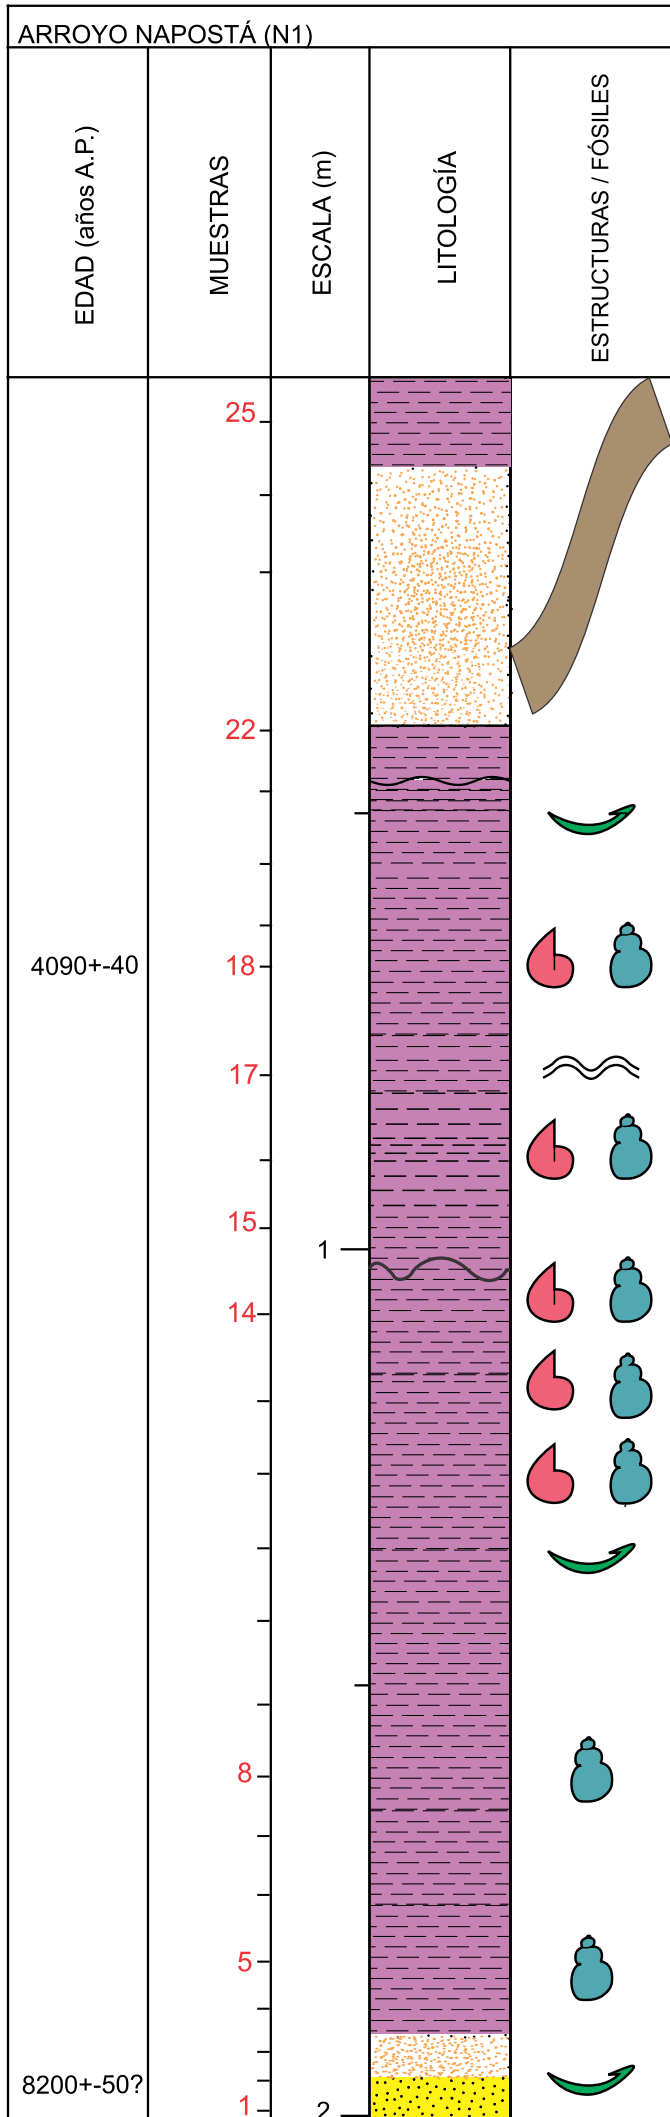 ARROYO NAPOSTÁ (N1)
EDAD (años A.P.)
MUESTRAS
ESCALA (m)
LITOLOGÍA
ESTRUCTURAS / FÓSILES
25
22
4090+-40
18
17
15
1
14
8
5
8200+-50?
1
2